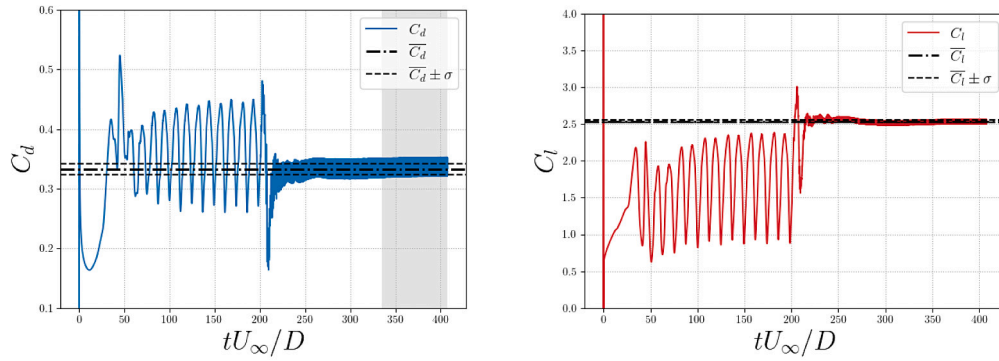 0.6
0.5
0.4
0.3
0.2
0.1
C_d
C_d
\overline{C_d}
\overline{C_d} ± σ
0 50 100 150 200 250 300 350 400
tU_∞/D
4.0
3.5
3.0
2.5
2.0
1.5
1.0
0.5
0.0
C_l
C_l
\overline{C_l}
\overline{C_l} ± σ
0 50 100 150 200 250 300 350 400
tU_∞/D